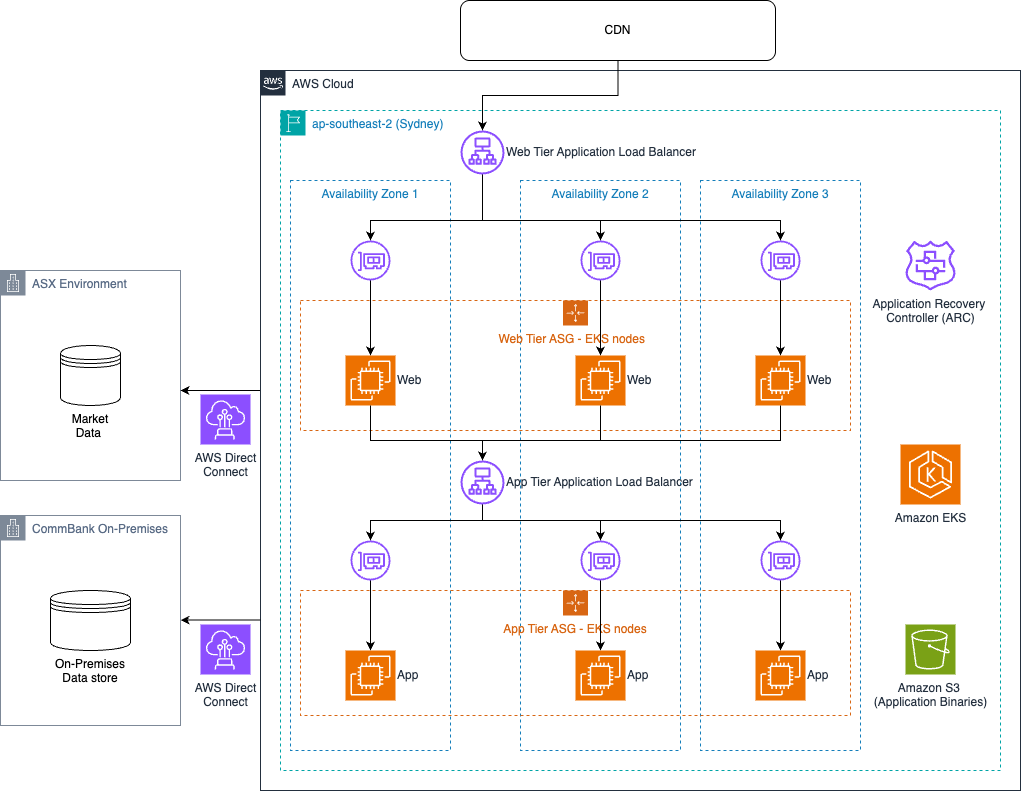 CDN
aws
AWS Cloud
ap-southeast-2 (Sydney)
Web Tier Application Load Balancer
Availability Zone 1
Availability Zone 2
Availability Zone 3
ASX Environment
Market
Data
AWS Direct
Connect
Web Tier ASG - EKS nodes
Web
Web
Web
Application Recovery
Controller (ARC)
App Tier Application Load Balancer
K
Amazon EKS
CommBank On-Premises
On-Premises
Data store
AWS Direct
Connect
App Tier ASG - EKS nodes
App
App
App
Amazon S3
(Application Binaries)